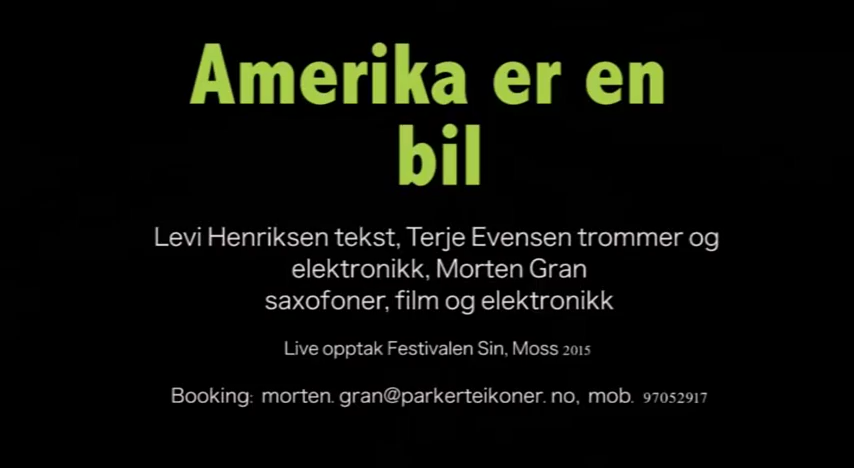 Amerika er en
bil
Levi Henriksen tekst, Terje Evensen trommer og
elektronikk, Morten Gran
saxofoner, film og elektronikk
Live opptak Festivalen Sin, Moss 2015
Booking: morten. gran@parkerteikoner. no, mob. 97052917